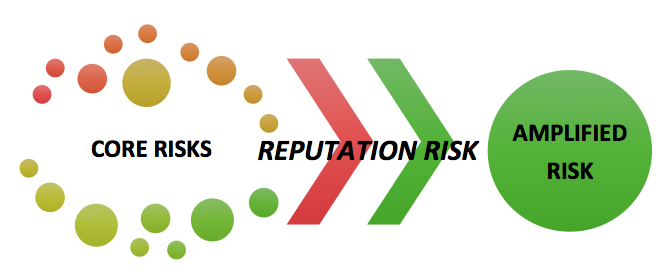 CORE RISKS
REPUTATION RISK
AMPLIFIED
RISK